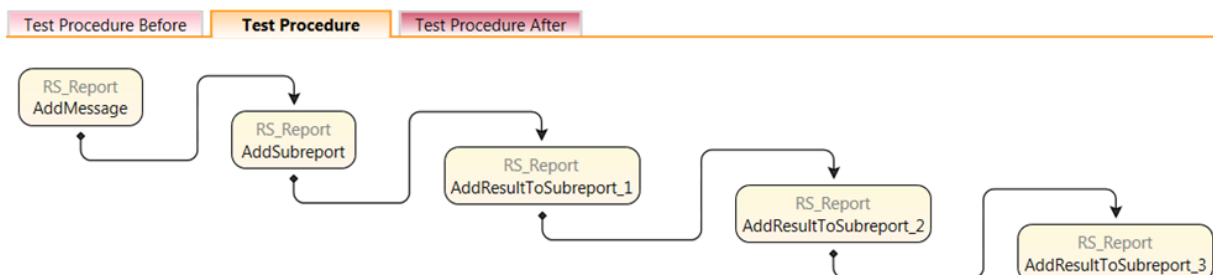 Test Procedure Before
Test Procedure
Test Procedure After
RS_Report
AddMessage
RS_Report
AddSubreport
RS_Report
AddResultToSubreport_1
RS_Report
AddResultToSubreport_2
RS_Report
AddResultToSubreport_3